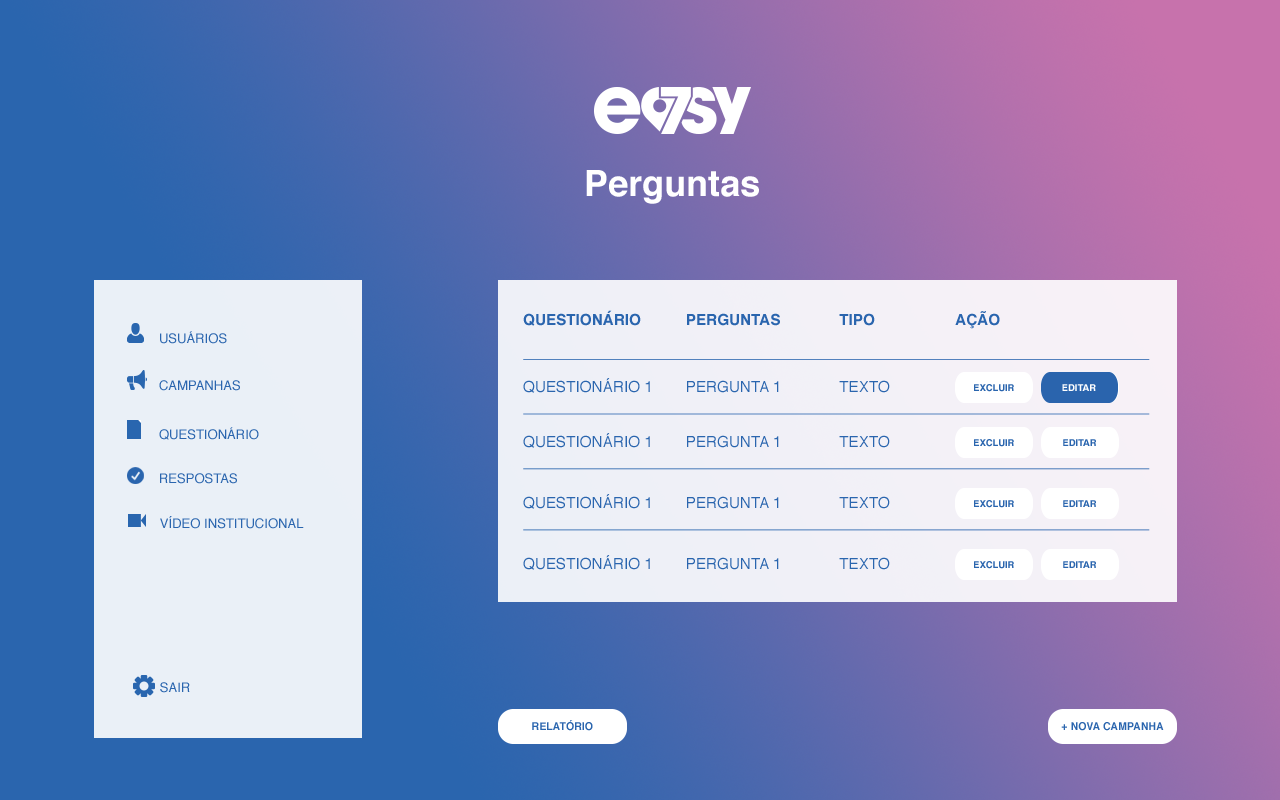 ea7sy
Perguntas
USUÁRIOS
CAMPANHAS
QUESTIONÁRIO
RESPOSTAS
VÍDEO INSTITUCIONAL
SAIR
QUESTIONÁRIO PERGUNTAS TIPO AÇÃO
QUESTIONÁRIO 1 PERGUNTA 1 TEXTO EXCLUIR EDITAR
QUESTIONÁRIO 1 PERGUNTA 1 TEXTO EXCLUIR EDITAR
QUESTIONÁRIO 1 PERGUNTA 1 TEXTO EXCLUIR EDITAR
QUESTIONÁRIO 1 PERGUNTA 1 TEXTO EXCLUIR EDITAR
RELATÓRIO
+ NOVA CAMPANHA